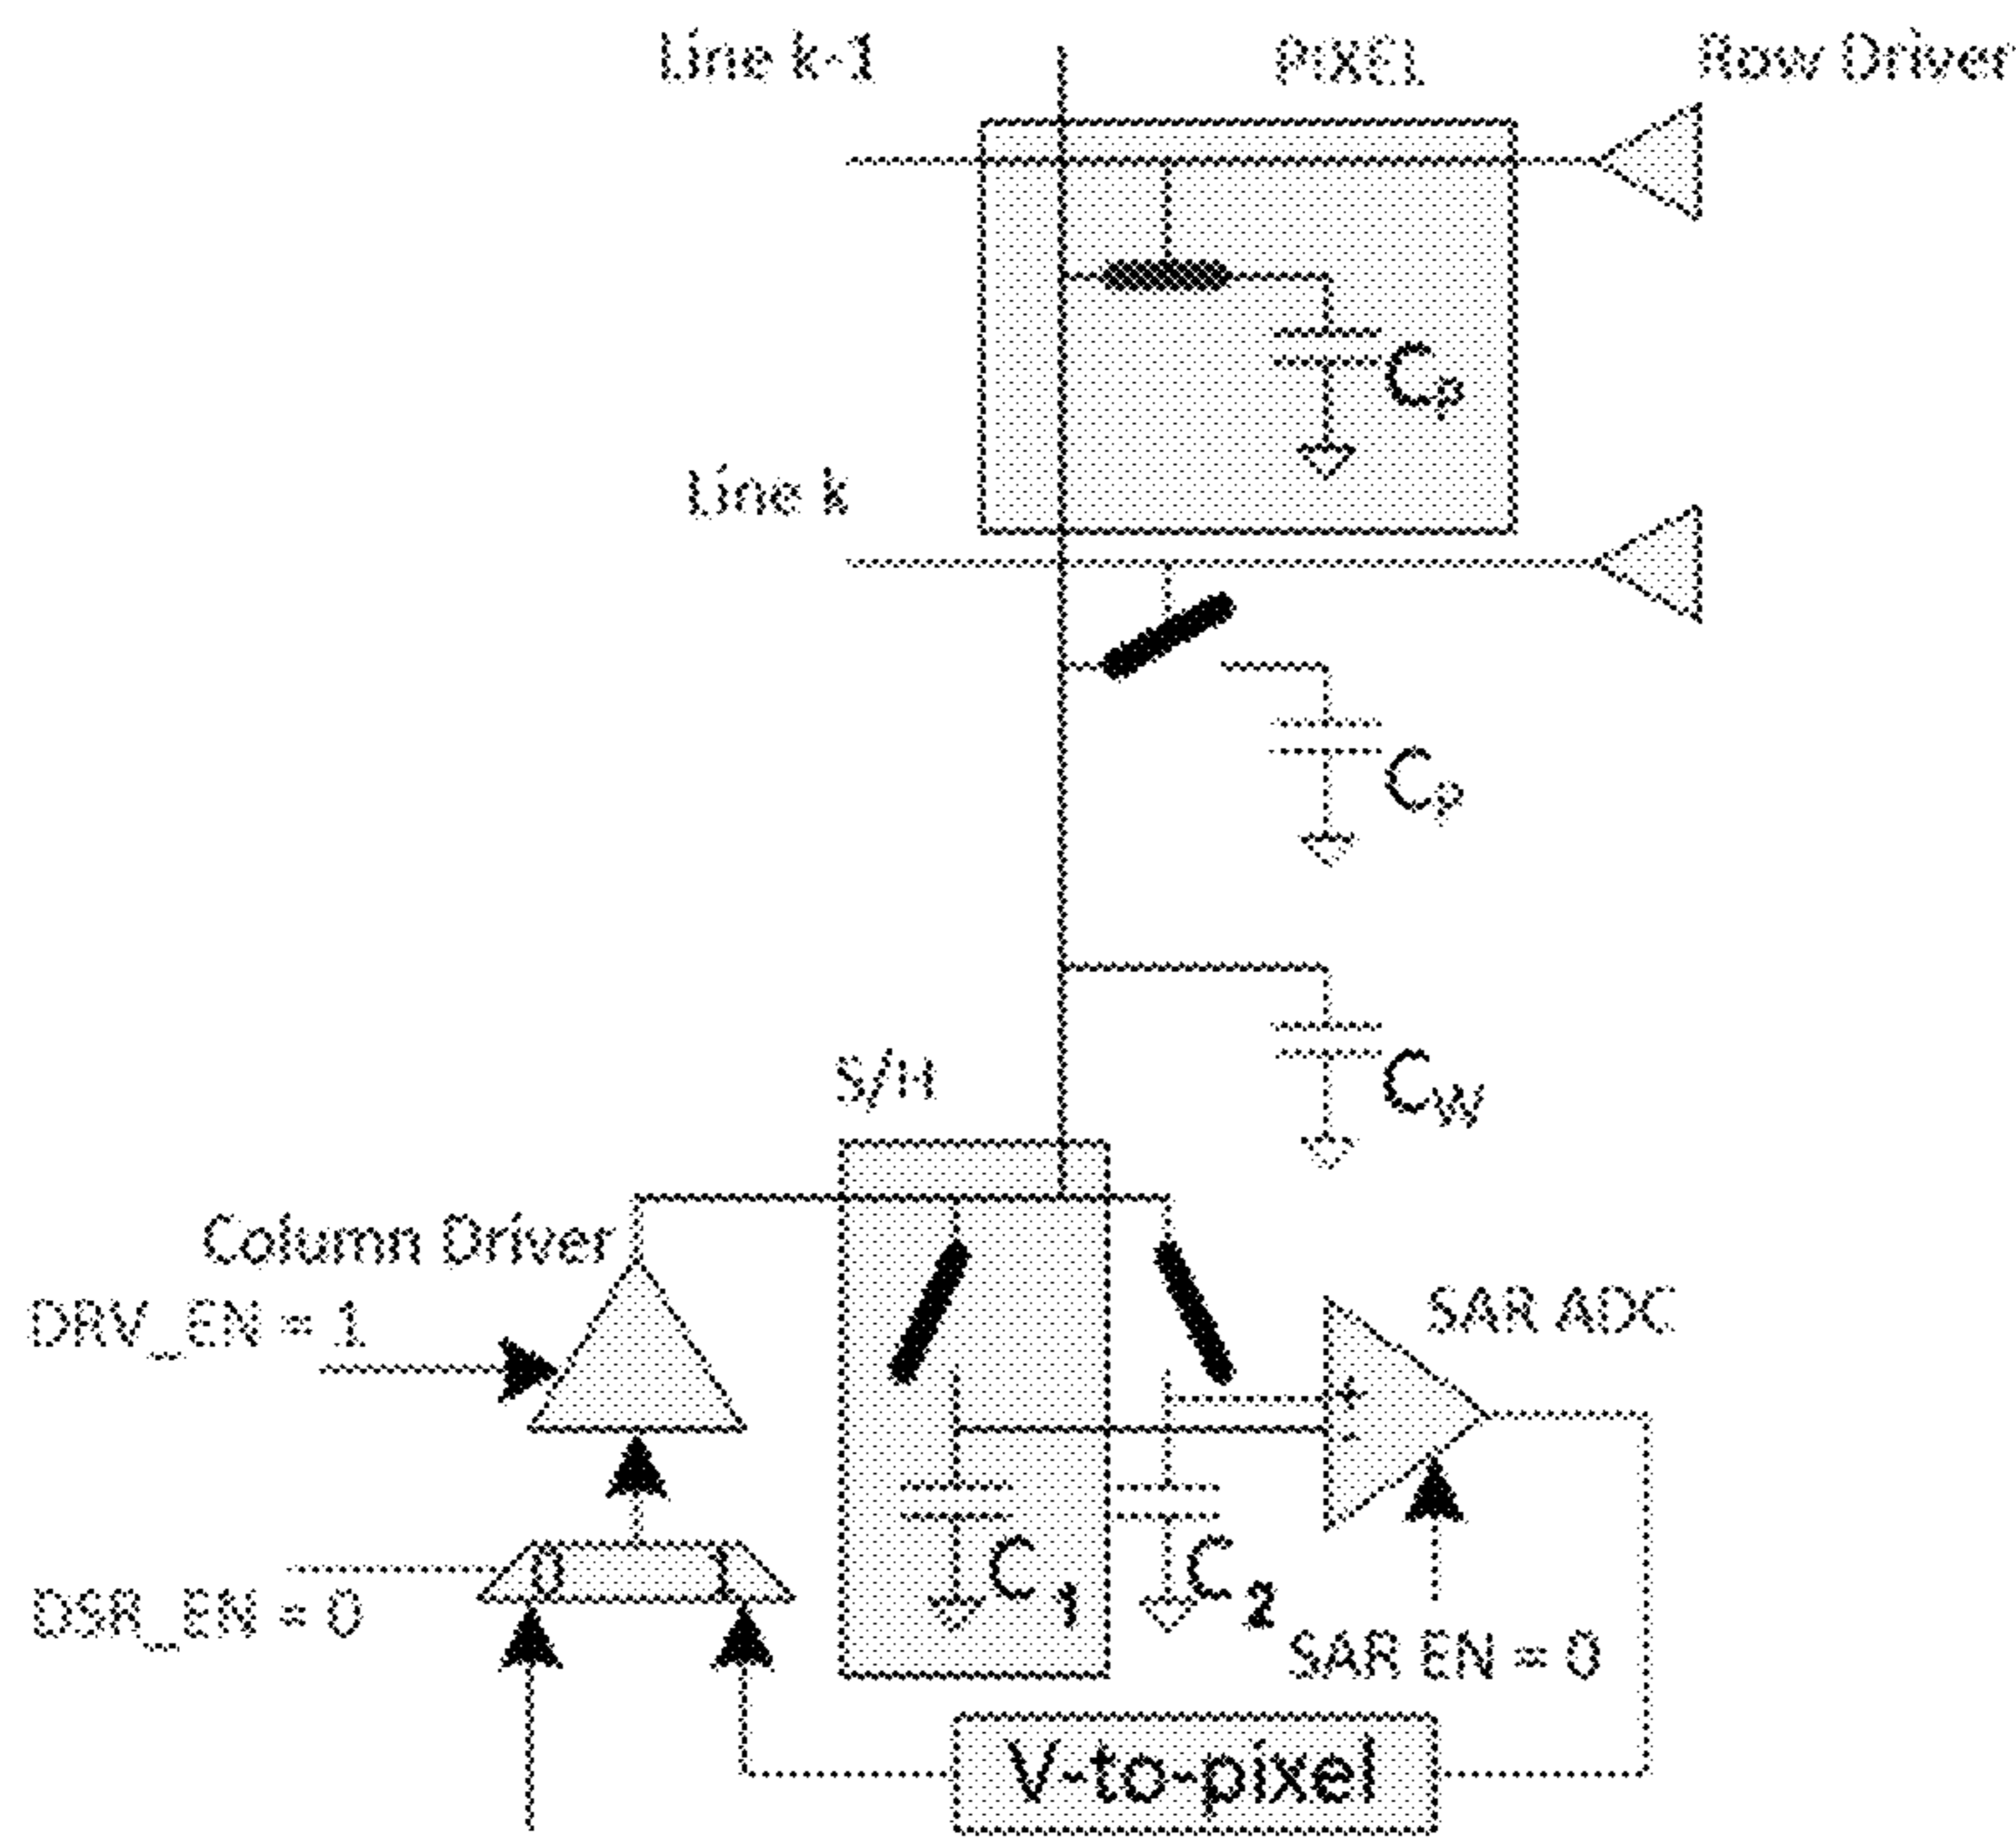 Line k-1
PIXEL
Row Driver
Cp
Line k
Cp
CW
S/H
Column Driver
DRV_EN = 1
SAR ADC
+
-
0 1
DSR_EN = 0
C1
C2
SAR EN = 0
V-to-pixel